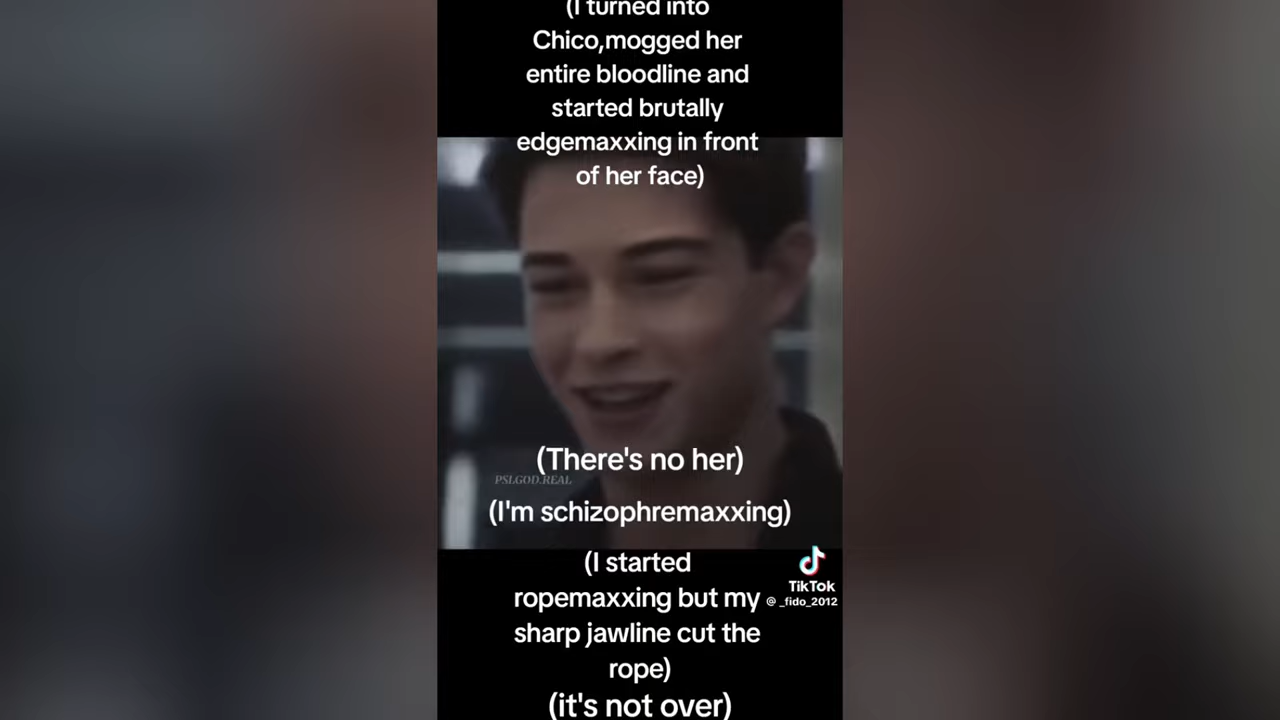 (I turned into
Chico,mogged her
entire bloodline and
started brutally
edgemaxxing in front
of her face)
(There's no her)
PSLGOD.REAL
(I'm schizophremaxxing)
(I started
ropemaxxing but my
sharp jawline cut the
rope)
(it's not over)
TikTok
@_fido_2012